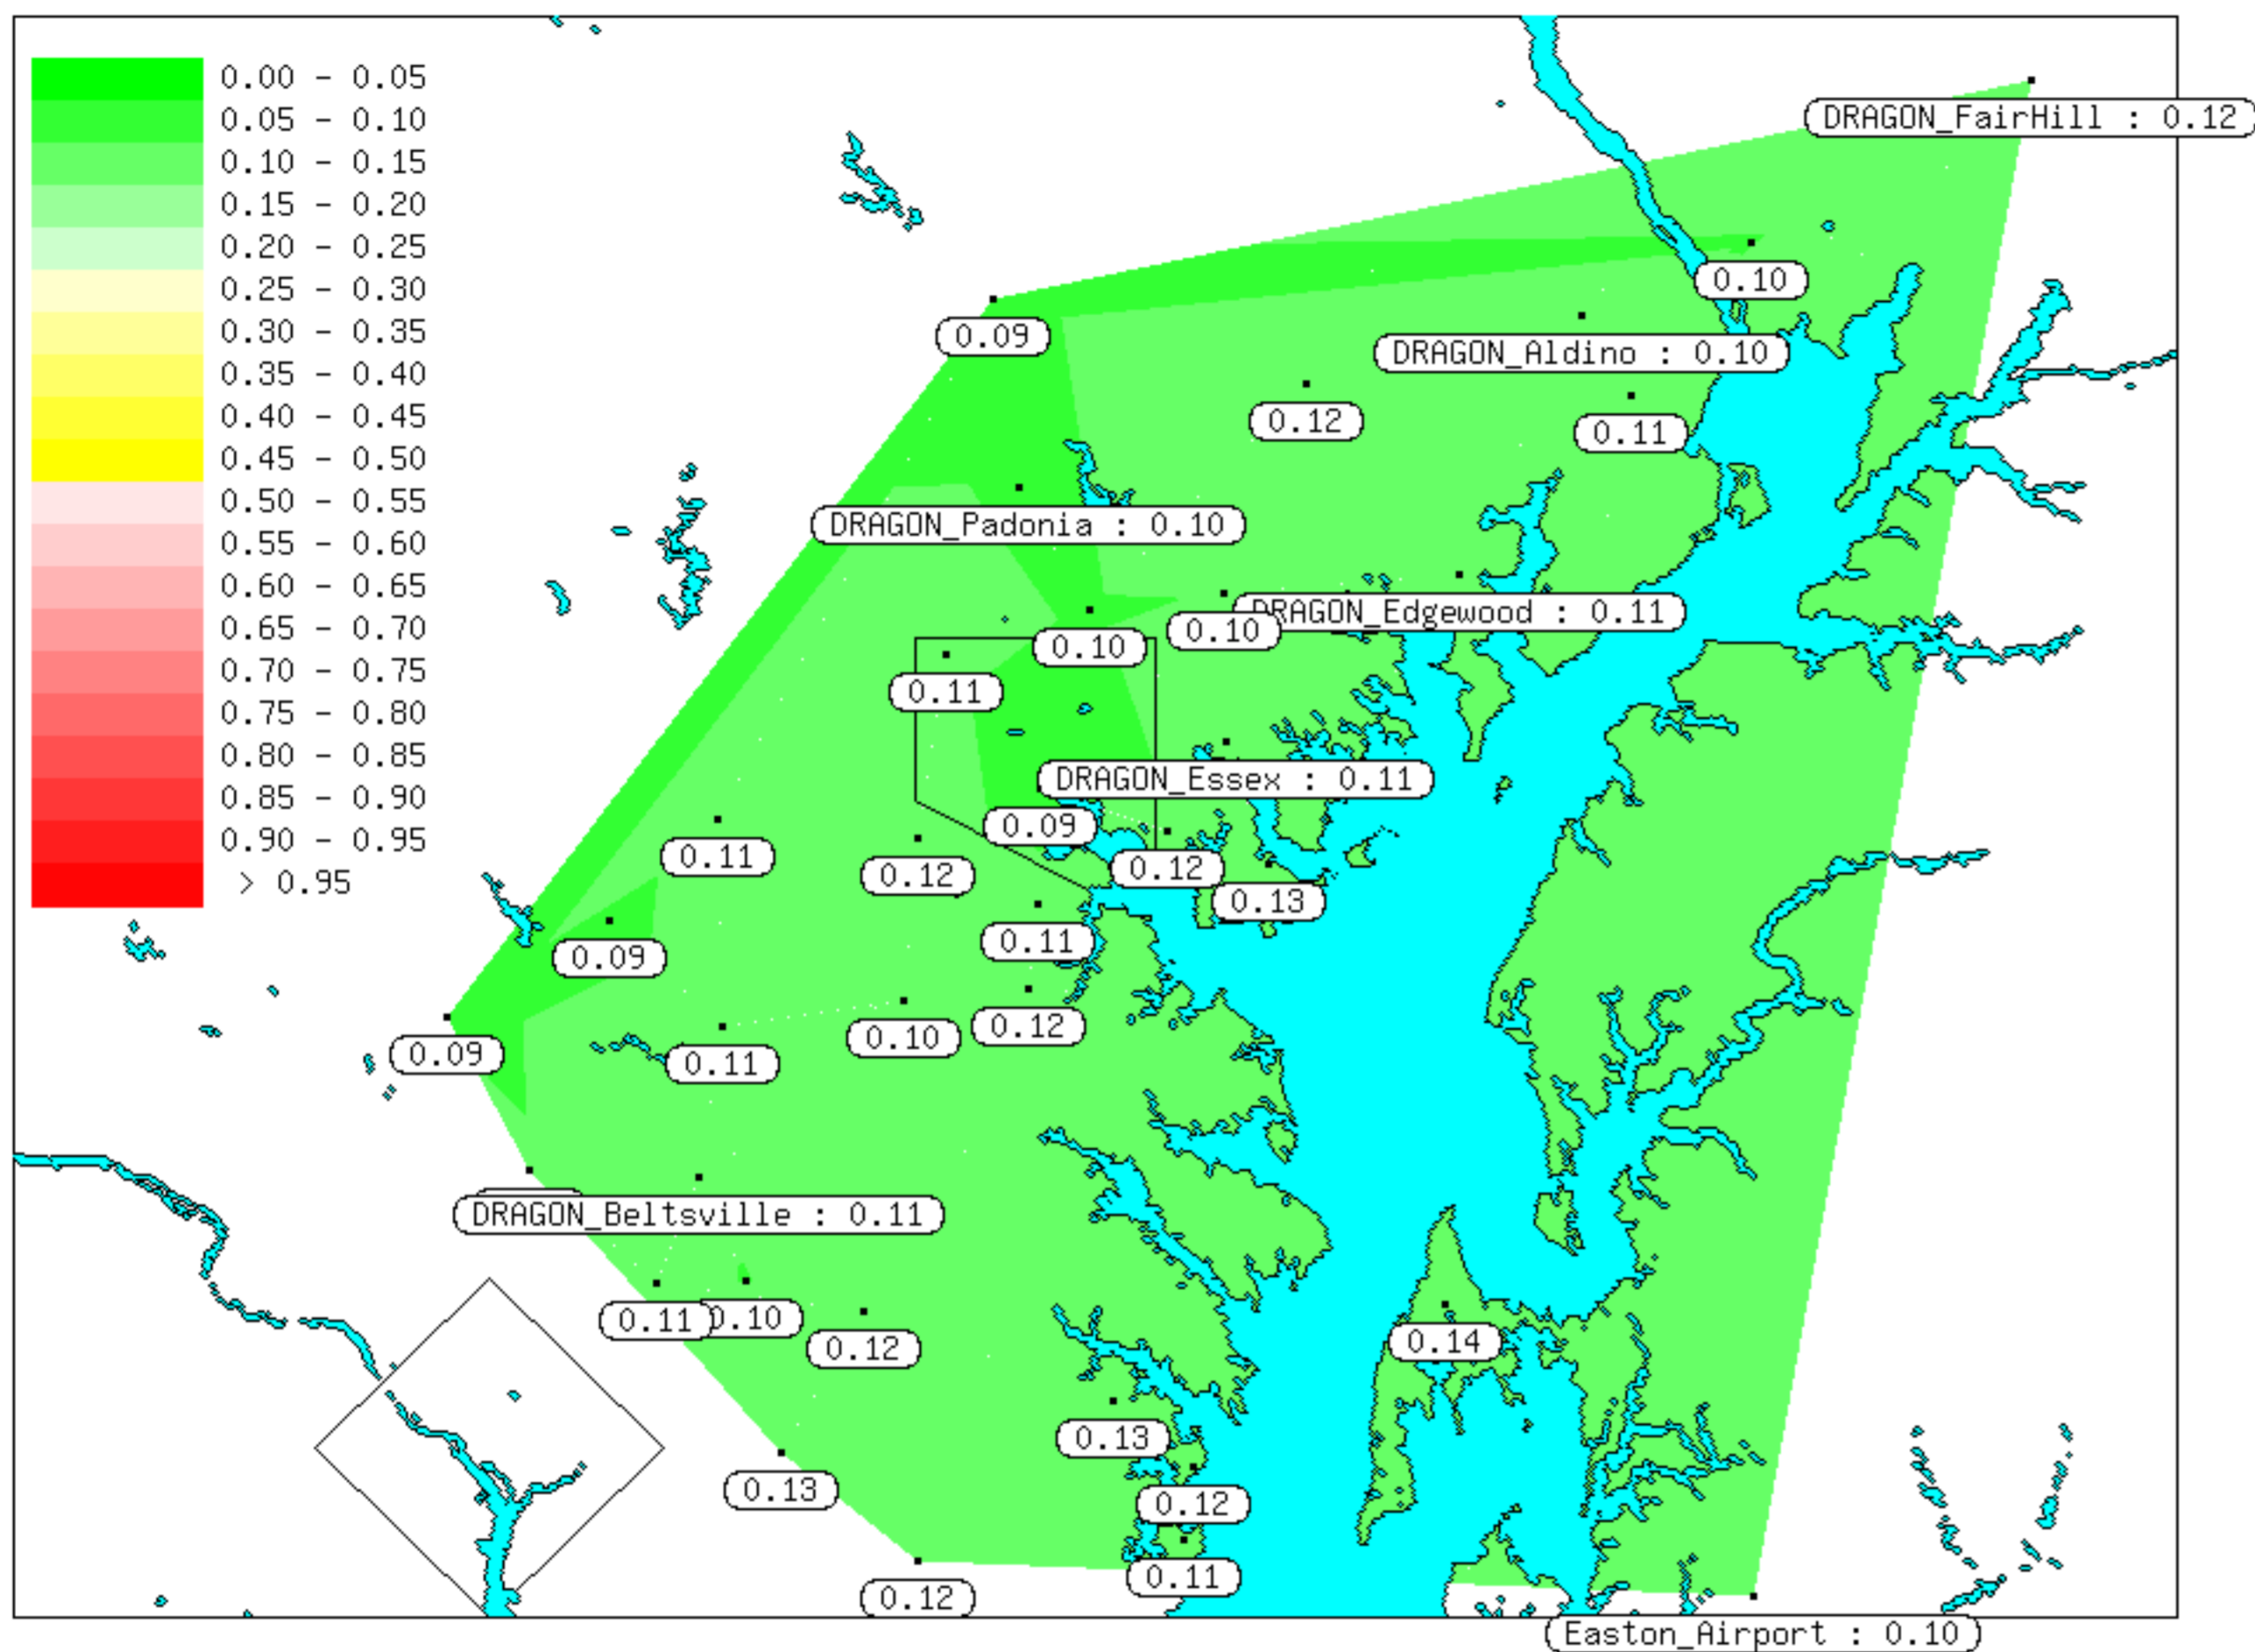 0.00 - 0.05
0.05 - 0.10
0.10 - 0.15
0.15 - 0.20
0.20 - 0.25
0.25 - 0.30
0.30 - 0.35
0.35 - 0.40
0.40 - 0.45
0.45 - 0.50
0.50 - 0.55
0.55 - 0.60
0.60 - 0.65
0.65 - 0.70
0.70 - 0.75
0.75 - 0.80
0.80 - 0.85
0.85 - 0.90
0.90 - 0.95
> 0.95
DRAGON_FairHill : 0.12
0.10
0.09
DRAGON_Aldino : 0.10
0.12
0.11
DRAGON_Padonia : 0.10
DRAGON_Edgewood : 0.11
0.10
0.10
0.11
DRAGON_Essex : 0.11
0.09
0.11
0.12
0.12
0.13
0.11
0.09
0.12
0.10
0.09
0.11
DRAGON_Beltsville : 0.11
0.11
0.10
0.12
0.14
0.13
0.13
0.12
0.11
0.12
Easton_Airport : 0.10